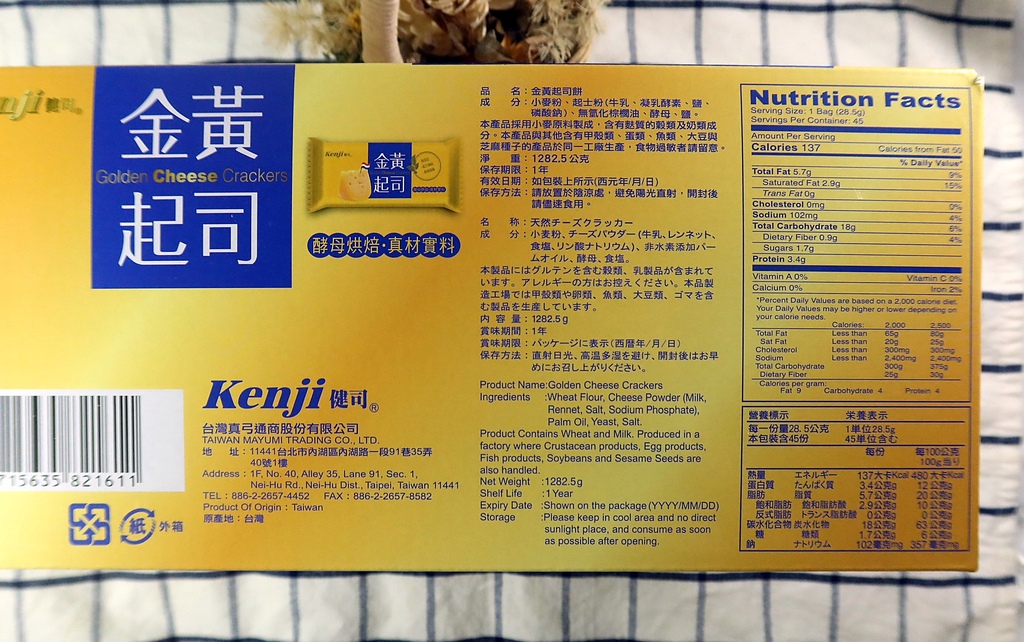 nji 健司®
金黃
Golden Cheese Crackers
起司
Kenji 健司
金黃
起司
酵母烘焙·真材實料
Kenji 健司®
台灣真弓通商股份有限公司
TAIWAN MAYUMI TRADING CO., LTD.
地 址：11441台北市內湖區內湖路一段91巷35弄
40號1樓
Address : 1F, No. 40, Alley 35, Lane 91, Sec. 1,
Nei-Hu Rd., Nei-Hu Dist., Taipei, Taiwan 11441
TEL : 886-2-2657-4452 FAX : 886-2-2657-8582
Product Of Origin : Taiwan
原產地：台灣
紙 外箱
715635 821611
品 名：金黃起司餅
成 分：小麥粉、起士粉(牛乳、凝乳酵素、鹽、
磷酸鈉)、無氫化棕櫚油、酵母、鹽。
本產品採用小麥原料製成，含有麩質的穀類及奶類成
分。本產品與其他含有甲殼類、蛋類、魚類、大豆與
芝麻種子的產品於同一工廠生產，食物過敏者請留意。
淨 重：1282.5公克
保存期限：1年
有效日期：如包裝上所示(西元年/月/日)
保存方法：請放置於陰涼處，避免陽光直射，開封後
請儘速食用。
名 称：天然チーズクラッカー
成 分：小麦粉、チーズパウダー(牛乳、レンネット、
食塩、リン酸ナトリウム)、非水素添加パー
ムオイル、酵母、食塩。
本製品にはグルテンを含む穀類、乳製品が含まれて
います。アレルギーの方はお控えください。本品製
造工場では甲殻類や卵類、魚類、大豆類、ゴマを含
む製品を生産しています。
内 容 量：1282.5g
賞味期間：1年
賞味期限：パッケージに表示(西暦年/月/日)
保存方法：直射日光、高温多湿を避け、開封後はお早
めにお召し上がりください。
Product Name:Golden Cheese Crackers
Ingredients :Wheat Flour, Cheese Powder (Milk,
Rennet, Salt, Sodium Phosphate),
Palm Oil, Yeast, Salt.
Product Contains Wheat and Milk. Produced in a
factory where Crustacean products, Egg products,
Fish products, Soybeans and Sesame Seeds are
also handled.
Net Weight :1282.5g
Shelf Life :1 Year
Expiry Date :Shown on the package (YYYY/MM/DD)
Storage :Please keep in cool area and no direct
sunlight place, and consume as soon
as possible after opening.
Nutrition Facts
Serving Size: 1 Bag (28.5g)
Servings Per Container: 45
Amount Per Serving
Calories 137 Calories from Fat 50
% Daily Value*
Total Fat 5.7g 9%
Saturated Fat 2.9g 15%
Trans Fat 0g
Cholesterol 0mg 0%
Sodium 102mg 4%
Total Carbohydrate 18g 6%
Dietary Fiber 0.9g 4%
Sugars 1.7g
Protein 3.4g
Vitamin A 0% Vitamin C 0%
Calcium 0% Iron 2%
*Percent Daily Values are based on a 2,000 calorie diet.
Your Daily Values may be higher or lower depending on
your calorie needs.
Calories: 2,000 2,500
Total Fat Less than 65g 80g
Sat Fat Less than 20g 25g
Cholesterol Less than 300mg 300mg
Sodium Less than 2,400mg 2,400mg
Total Carbohydrate 300g 375g
Dietary Fiber 25g 30g
Calories per gram:
Fat 9 Carbohydrate 4 Protein 4
營養標示 栄養表示
每一份量28.5公克 1単位28.5g
本包裝含45份 45単位含む
每份 每100公克
100g当り
熱量 エネルギー 137大卡Kcal 480大卡Kcal
蛋白質 たんぱく質 3.4公克g 12公克g
脂肪 脂質 5.7公克g 20公克g
飽和脂肪 飽和脂肪酸 2.9公克g 10公克g
反式脂肪 トランス脂肪酸 0公克g 0公克g
碳水化合物 炭水化物 18公克g 63公克g
糖 糖類 1.7公克g 6公克g
鈉 ナトリウム 102毫克mg 357毫克mg